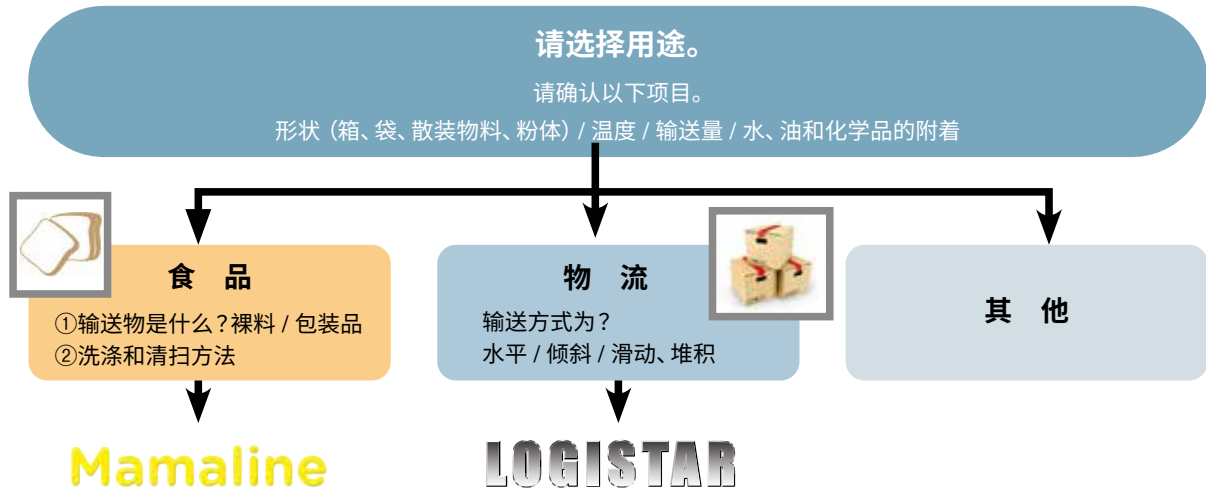 请选择用途。
请确认以下项目。
形状（箱、袋、散装物料、粉体）/ 温度 / 输送量 / 水、油和化学品的附着
食 品
①输送物是什么？裸料 / 包装品
②洗涤和清扫方法
物 流
输送方式为？
水平 / 倾斜 / 滑动、堆积
其 他
Mamaline
LOGISTAR